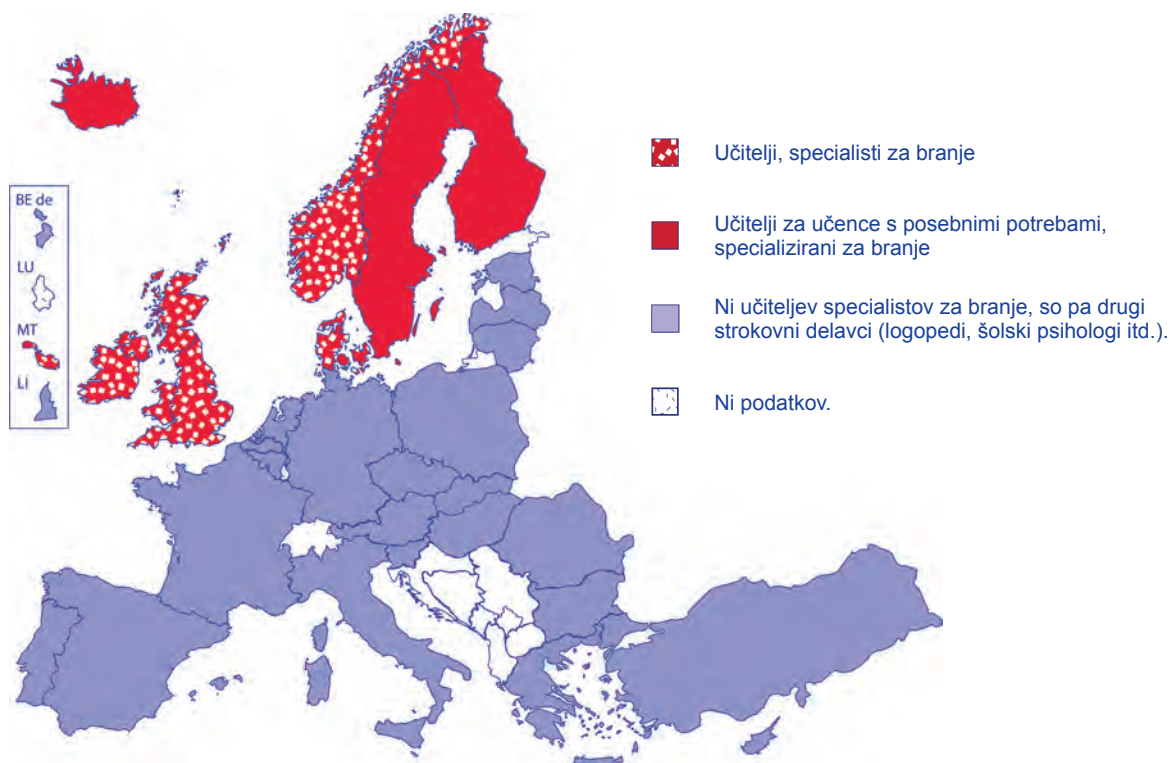 BE de
LU
MT
LI
Učitelji, specialisti za branje
Učitelji za učence s posebnimi potrebami,
specializirani za branje
Ni učiteljev specialistov za branje, so pa drugi
strokovni delavci (logopedi, šolski psihologi itd.).
Ni podatkov.